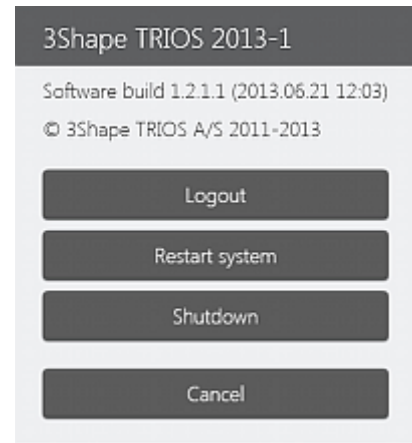 3Shape TRIOS 2013-1
Software build 1.2.1.1 (2013.06.21 12:03)
© 3Shape TRIOS A/S 2011-2013
Logout
Restart system
Shutdown
Cancel